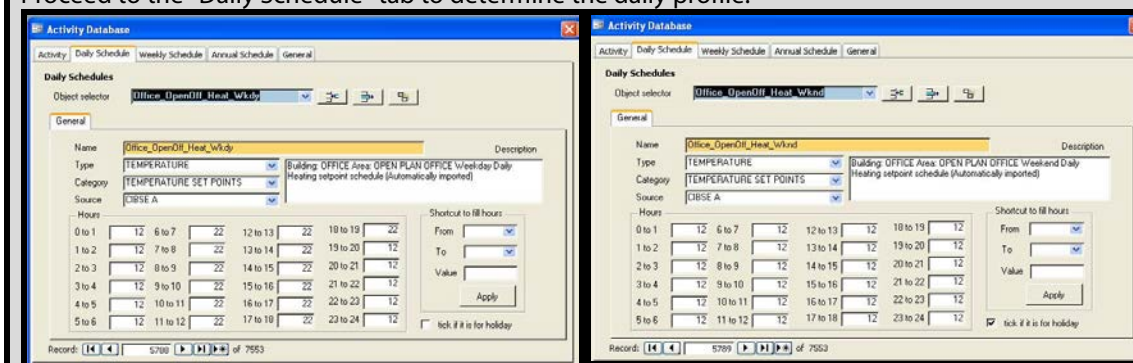 Proceed to the "Daily Schedule" tab to determine the daily profile.
Activity Database
Activity Daily Schedule Weekly Schedule Annual Schedule General
Daily Schedules
Object selector Office_OpenOff_Heat_Wkdy
General
Name Office_OpenOff_Heat_Wkdy Description
Type TEMPERATURE Building: OFFICE Area: OPEN PLAN OFFICE Weekday Daily
Category TEMPERATURE SET POINTS Heating setpoint schedule (Automatically imported)
Source CIBSE A
Hours Shortcut to fill hours
0 to 1 12 6 to 7 22 12 to 13 22 18 to 19 22 From
1 to 2 12 7 to 8 22 13 to 14 22 19 to 20 12 To
2 to 3 12 8 to 9 22 14 to 15 22 20 to 21 12 Value
3 to 4 12 9 to 10 22 15 to 16 22 21 to 22 12
4 to 5 12 10 to 11 22 16 to 17 22 22 to 23 12 Apply
5 to 6 12 11 to 12 22 17 to 18 22 23 to 24 12 tick if it is for holiday
Record: 5788 of 7553
Activity Database
Activity Daily Schedule Weekly Schedule Annual Schedule General
Daily Schedules
Object selector Office_OpenOff_Heat_Wknd
General
Name Office_OpenOff_Heat_Wknd Description
Type TEMPERATURE Building: OFFICE Area: OPEN PLAN OFFICE Weekend Daily
Category TEMPERATURE SET POINTS Heating setpoint schedule (Automatically imported)
Source CIBSE A
Hours Shortcut to fill hours
0 to 1 12 6 to 7 12 12 to 13 12 18 to 19 12 From
1 to 2 12 7 to 8 12 13 to 14 12 19 to 20 12 To
2 to 3 12 8 to 9 12 14 to 15 12 20 to 21 12 Value
3 to 4 12 9 to 10 12 15 to 16 12 21 to 22 12
4 to 5 12 10 to 11 12 16 to 17 12 22 to 23 12 Apply
5 to 6 12 11 to 12 12 17 to 18 12 23 to 24 12 tick if it is for holiday
Record: 5789 of 7553